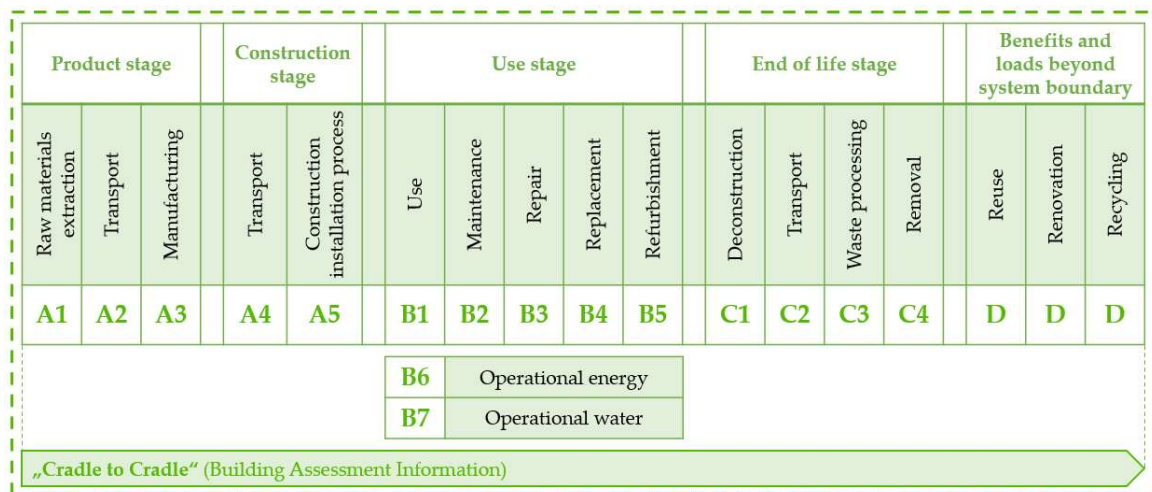 Product stage
Construction
stage
Use stage
End of life stage
Benefits and
loads beyond
system boundary
Raw materials
extraction
Transport
Manufacturing
Transport
Construction
installation process
Use
Maintenance
Repair
Replacement
Refurbishment
Deconstruction
Transport
Waste processing
Removal
Reuse
Renovation
Recycling
A1 A2 A3 A4 A5 B1 B2 B3 B4 B5 C1 C2 C3 C4 D D D
B6 Operational energy
B7 Operational water
„Cradle to Cradle“ (Building Assessment Information)